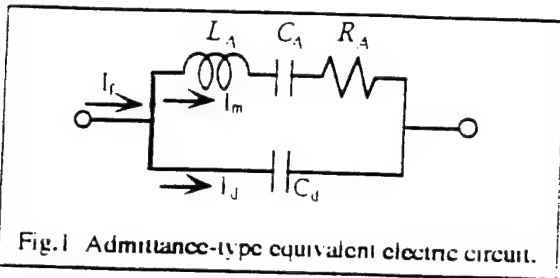 L_A C_A R_A
I_f
I_m
I_d C_d
Fig.1 Admittance-type equivalent electric circuit.